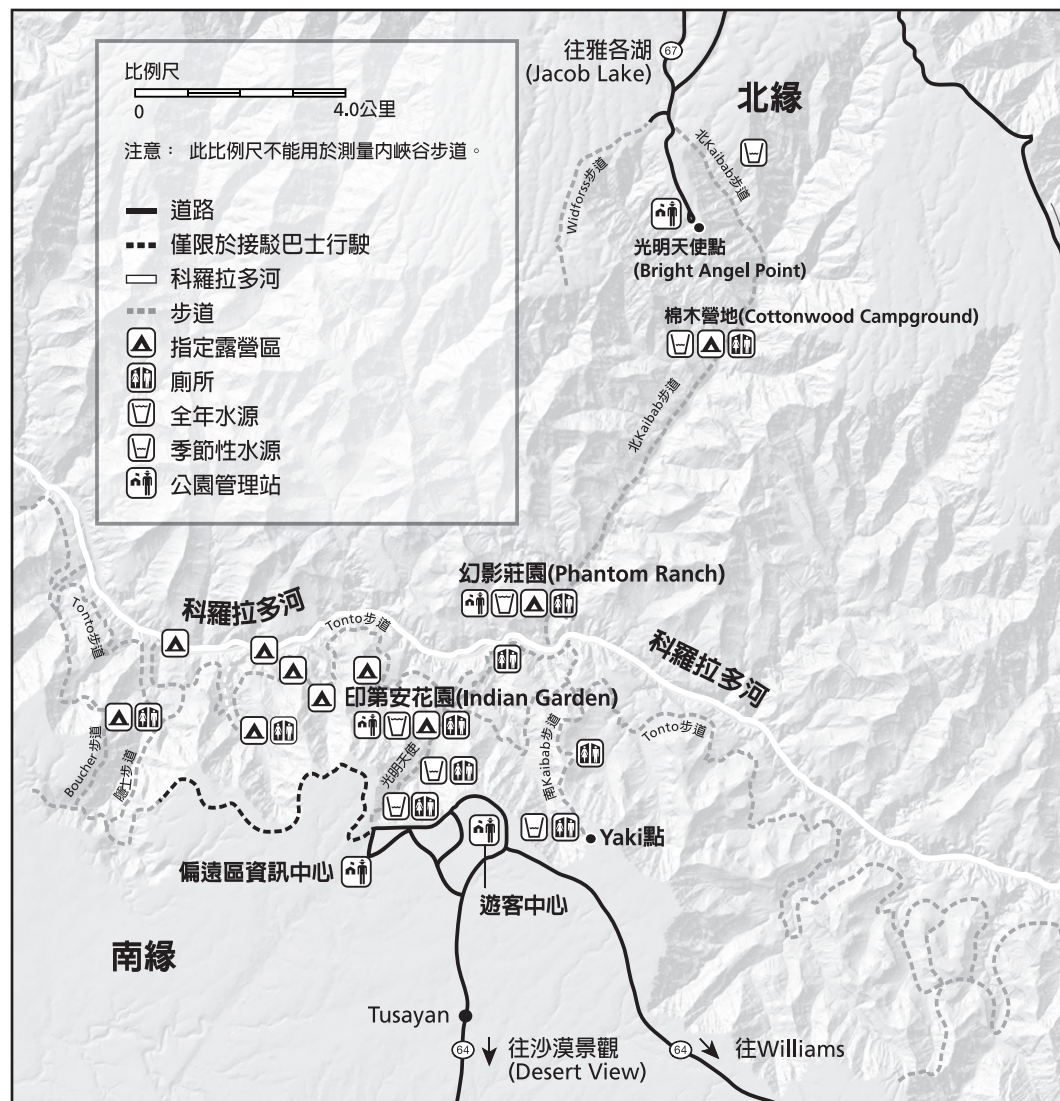 比例尺
0 4.0公里
注意： 此比例尺不能用於測量內峽谷步道。
道路
僅限於接駁巴士行駛
科羅拉多河
步道
指定露營區
廁所
全年水源
季節性水源
公園管理站
往雅各湖
(Jacob Lake)
67
北緣
北Kaibab步道
Widforss步道
光明天使點
(Bright Angel Point)
棉木營地(Cottonwood Campground)
北Kaibab步道
幻影莊園(Phantom Ranch)
科羅拉多河
Tonto步道
Tonto步道
科羅拉多河
印第安花園(Indian Garden)
Tonto步道
Boucher步道
隱士步道
光明天使
南Kaibab步道
Yaki點
偏遠區資訊中心
遊客中心
南緣
Tusayan
64
往沙漠景觀
(Desert View)
64
往Williams